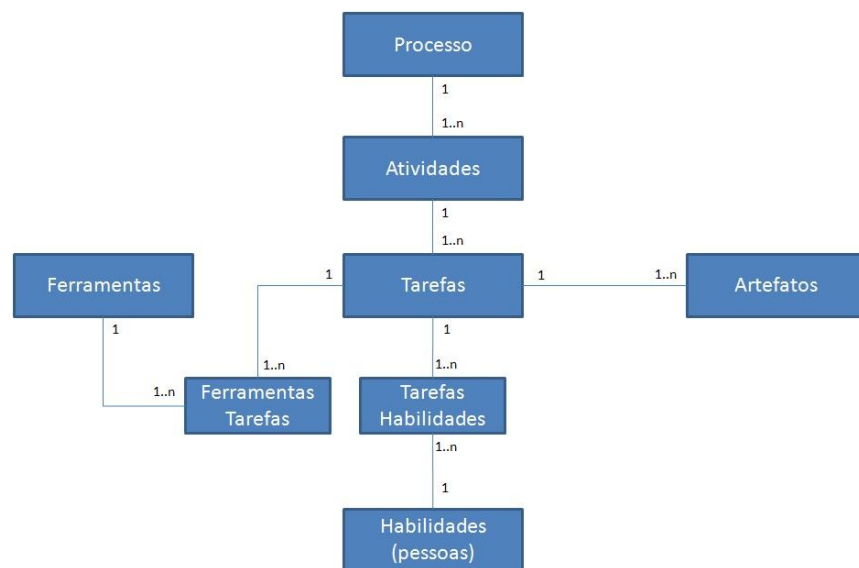 Processo
1
1..n
Atividades
1
1..n
Ferramentas
1
Tarefas
1
1..n
Artefatos
1
1
1..n
1..n
1..n
Ferramentas
Tarefas
Tarefas
Habilidades
1..n
1
Habilidades
(pessoas)